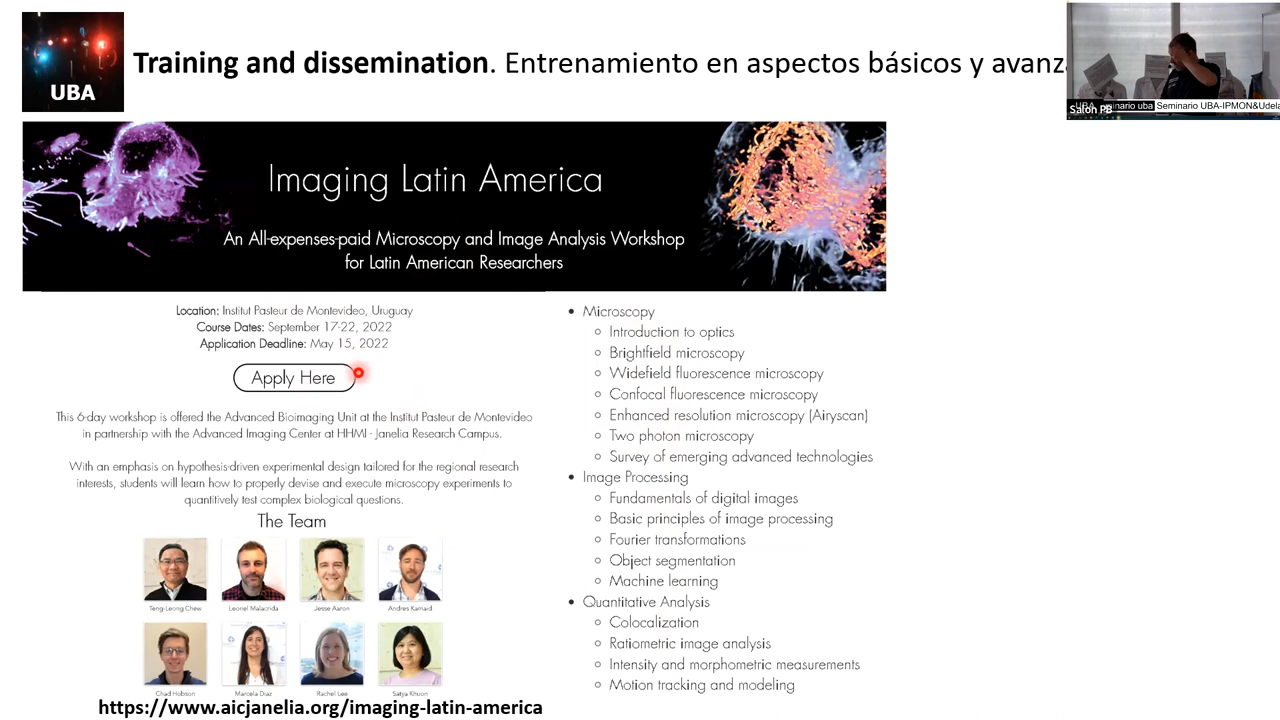 UBA
Training and dissemination. Entrenamiento en aspectos básicos y avanz
Salon PB
inario uba
Seminario UBA-IPMON&Udela
Imaging Latin America
An All-expenses-paid Microscopy and Image Analysis Workshop
for Latin American Researchers
Location: Institut Pasteur de Montevideo, Uruguay
Course Dates: September 17-22, 2022
Application Deadline: May 15, 2022
Apply Here
This 6-day workshop is offered the Advanced Bioimaging Unit at the Institut Pasteur de Montevideo
in partnership with the Advanced Imaging Center at HHMI - Janelia Research Campus.
With an emphasis on hypothesis-driven experimental design tailored for the regional research
interests, students will learn how to properly devise and execute microscopy experiments to
quantitively test complex biological questions.
The Team
Teng-Leong Chew
Leonel Malacrida
Jesse Aaron
Andres Kamaid
Chad Hobson
Marcela Diaz
Rachel Lee
Satya Khuon
https://www.aicjanelia.org/imaging-latin-america
• Microscopy
o Introduction to optics
o Brightfield microscopy
o Widefield fluorescence microscopy
o Confocal fluorescence microscopy
o Enhanced resolution microscopy (Airyscan)
o Two photon microscopy
o Survey of emerging advanced technologies
• Image Processing
o Fundamentals of digital images
o Basic principles of image processing
o Fourier transformations
o Object segmentation
o Machine learning
• Quantitative Analysis
o Colocalization
o Ratiometric image analysis
o Intensity and morphometric measurements
o Motion tracking and modeling